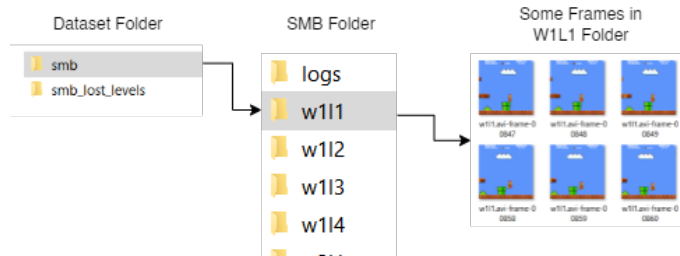 Dataset Folder
SMB Folder
Some Frames in
W1L1 Folder
smb
smb_lost_levels
logs
w1l1
w1l2
w1l3
w1l4
w1l1.avi-frame-0
0847
w1l1.avi-frame-0
0848
w1l1.avi-frame-0
0849
w1l1.avi-frame-0
0858
w1l1.avi-frame-0
0859
w1l1.avi-frame-0
0860